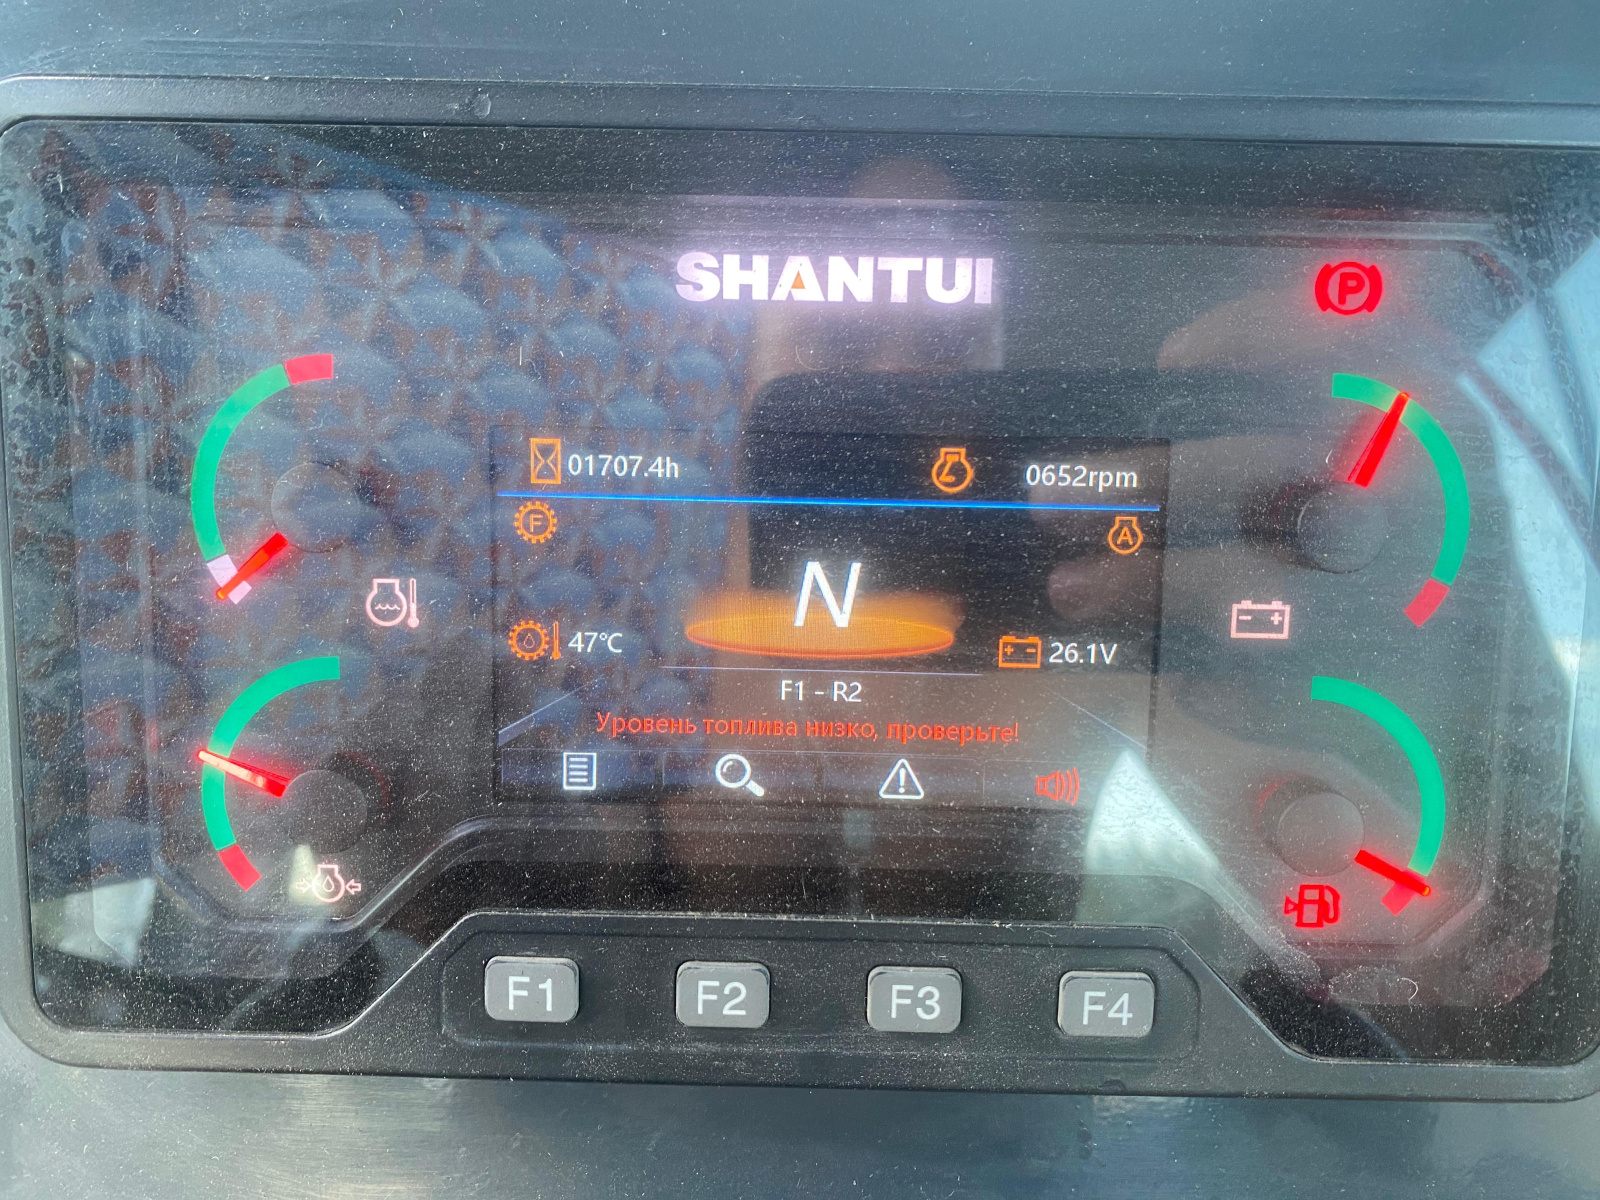 SHANTUI
P
01707.4h
0652rpm
F
A
N
47°C
26.1V
F1 - R2
Уровень топлива низко, проверьте!
F1
F2
F3
F4